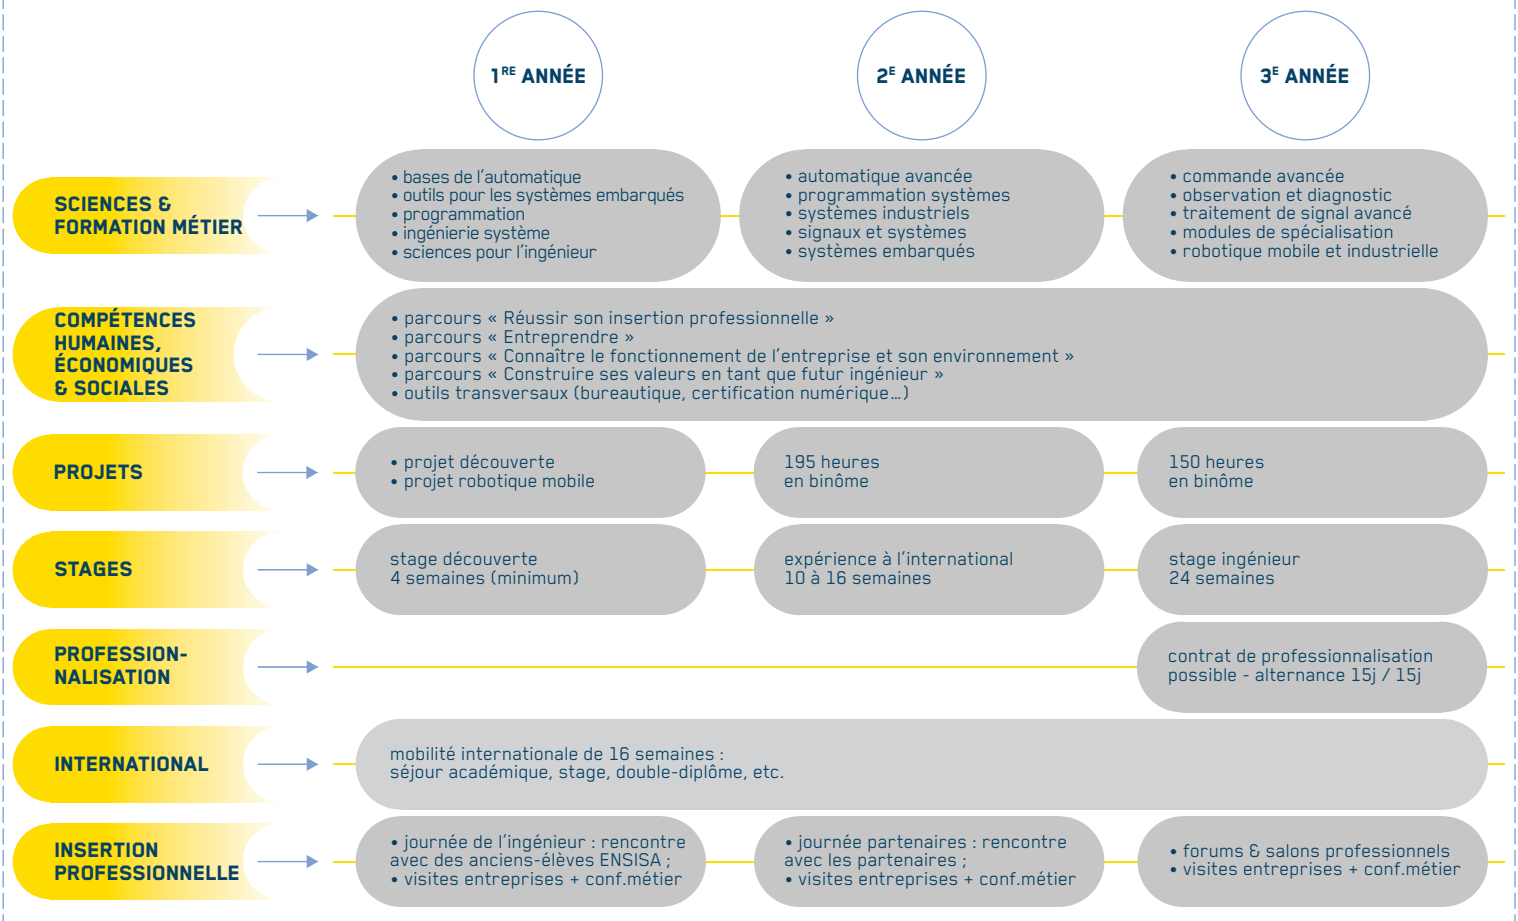 1RE ANNÉE
2E ANNÉE
3E ANNÉE
SCIENCES &
FORMATION MÉTIER
• bases de l'automatique
• outils pour les systèmes embarqués
• programmation
• ingénierie système
• sciences pour l'ingénieur
• automatique avancée
• programmation systèmes
• systèmes industriels
• signaux et systèmes
• systèmes embarqués
• commande avancée
• observation et diagnostic
• traitement de signal avancé
• modules de spécialisation
• robotique mobile et industrielle
COMPÉTENCES
HUMAINES,
ÉCONOMIQUES
& SOCIALES
• parcours « Réussir son insertion professionnelle »
• parcours « Entreprendre »
• parcours « Connaître le fonctionnement de l'entreprise et son environnement »
• parcours « Construire ses valeurs en tant que futur ingénieur »
• outils transversaux (bureautique, certification numérique…)
PROJETS
• projet découverte
• projet robotique mobile
195 heures
en binôme
150 heures
en binôme
STAGES
stage découverte
4 semaines (minimum)
expérience à l'international
10 à 16 semaines
stage ingénieur
24 semaines
PROFESSION-
NALISATION
contrat de professionnalisation
possible - alternance 15j / 15j
INTERNATIONAL
mobilité internationale de 16 semaines :
séjour académique, stage, double-diplôme, etc.
INSERTION
PROFESSIONNELLE
• journée de l'ingénieur : rencontre
avec des anciens-élèves ENSISA ;
• visites entreprises + conf.métier
• journée partenaires : rencontre
avec les partenaires ;
• visites entreprises + conf.métier
• forums & salons professionnels
• visites entreprises + conf.métier